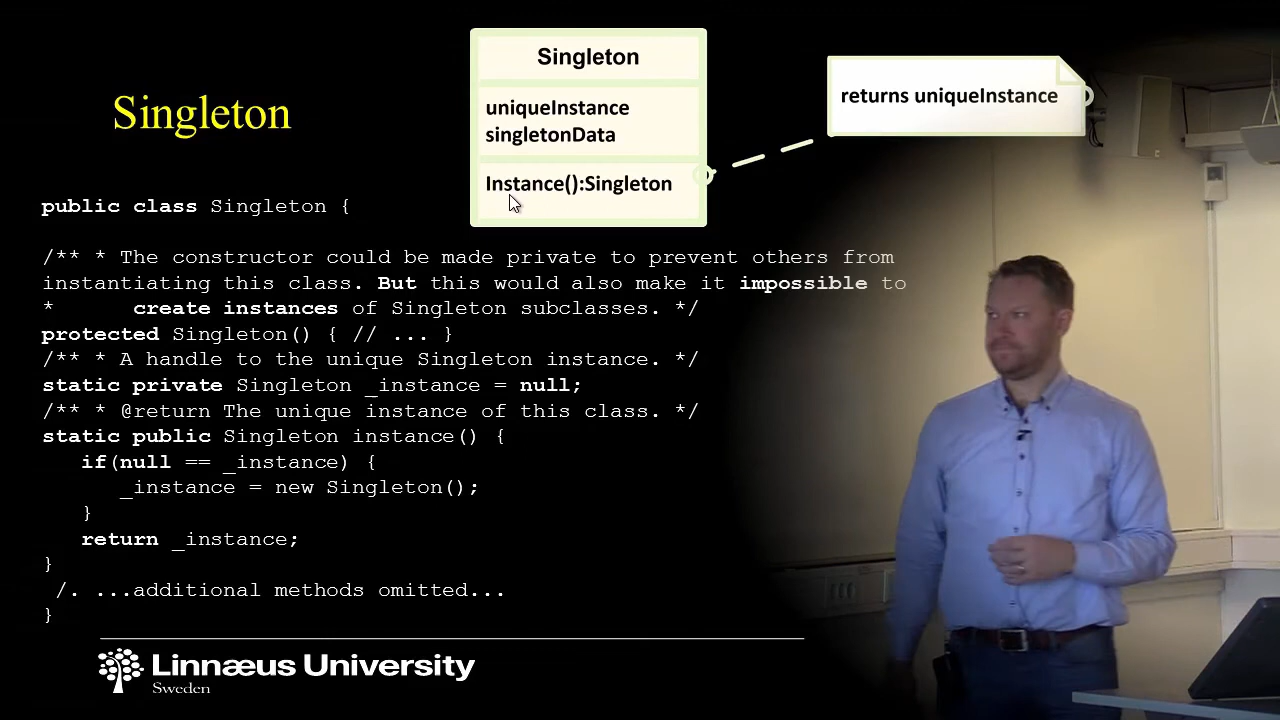 Singleton
uniqueInstance
singletonData
Instance():Singleton
returns uniqueInstance
Singleton
public class Singleton {
/** * The constructor could be made private to prevent others from
instantiating this class. But this would also make it impossible to
* create instances of Singleton subclasses. */
protected Singleton() { // ... }
/** * A handle to the unique Singleton instance. */
static private Singleton _instance = null;
/** * @return The unique instance of this class. */
static public Singleton instance() {
if(null == _instance) {
_instance = new Singleton();
}
return _instance;
}
/. ...additional methods omitted...
}
Linnæus University
Sweden